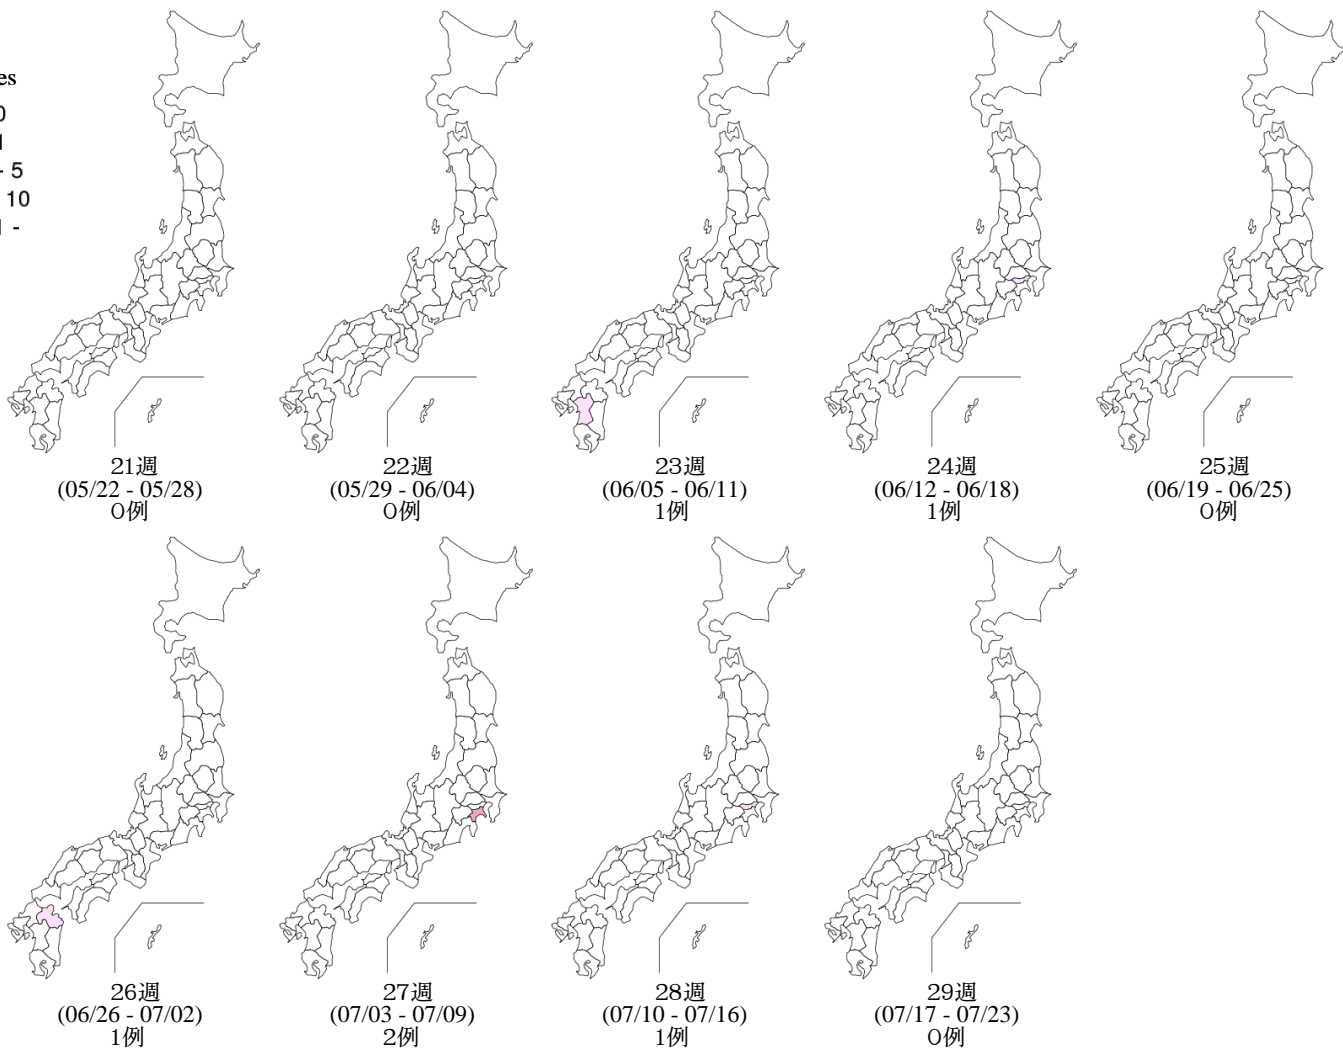 es
0
1
- 5
10
1 -
21週
(05/22 - 05/28)
0例
22週
(05/29 - 06/04)
0例
23週
(06/05 - 06/11)
1例
24週
(06/12 - 06/18)
1例
25週
(06/19 - 06/25)
0例
26週
(06/26 - 07/02)
1例
27週
(07/03 - 07/09)
2例
28週
(07/10 - 07/16)
1例
29週
(07/17 - 07/23)
0例